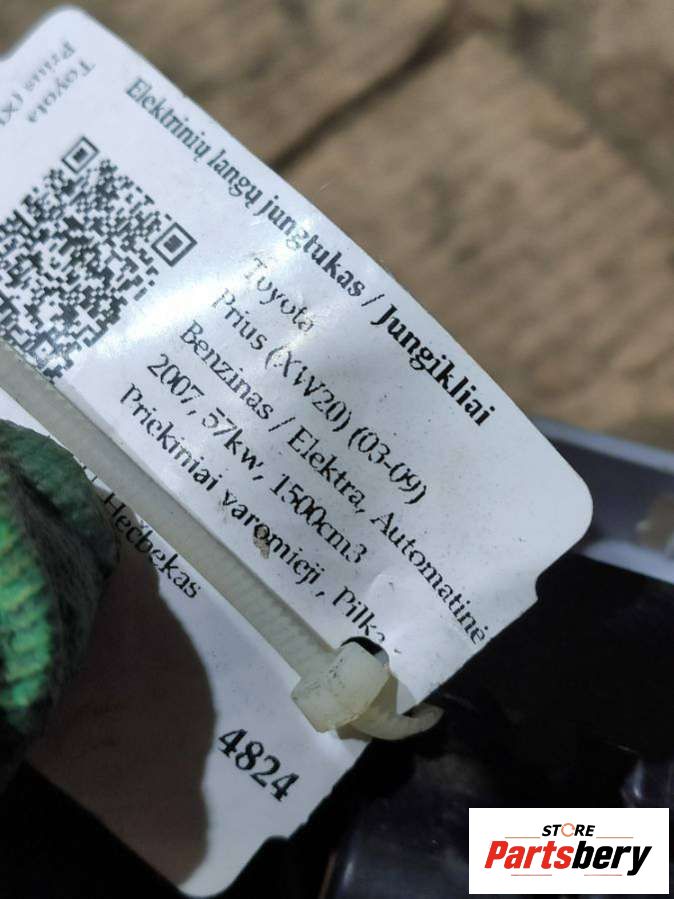 Toyota
Prius (X
Elektrinių langų jungtukas / Jungikliai
Toyota
Prius (XW20) (03-09)
Benzinas / Elektra, Automatinė
2007, 57kw, 1500cm3
Priekiniai varomieji , Pilka
Hečbekas
4824
STORE
Partsbery